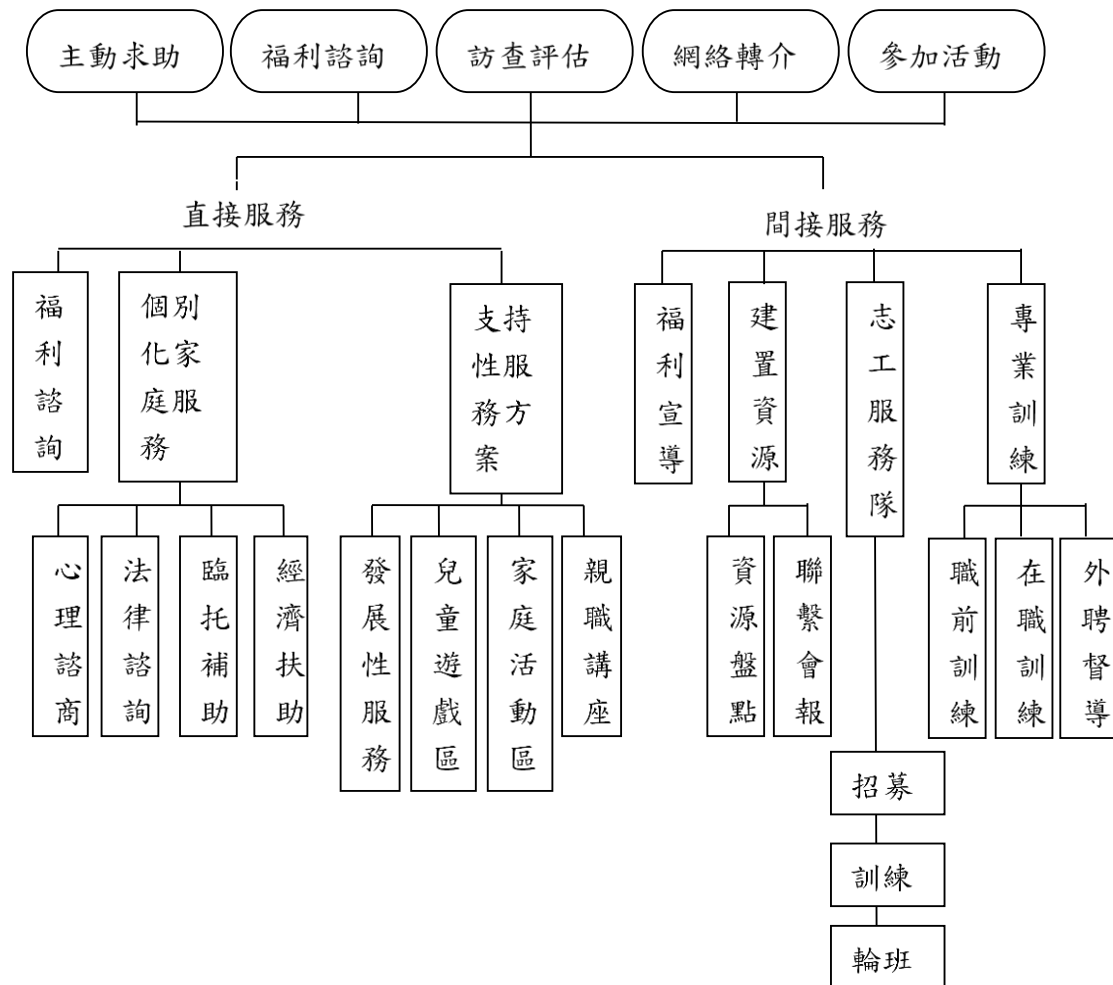 主動求助
福利諮詢
訪查評估
網絡轉介
參加活動
直接服務
間接服務
福利諮詢
個別
化家
庭服
務
支持
性服
務方
案
福利宣導
建置資源
志工服務隊
專業訓練
心理諮商
法律諮詢
臨托補助
經濟扶助
發展性服務
兒童遊戲區
家庭活動區
親職講座
資源盤點
聯繫會報
職前訓練
在職訓練
外聘督導
招募
訓練
輪班